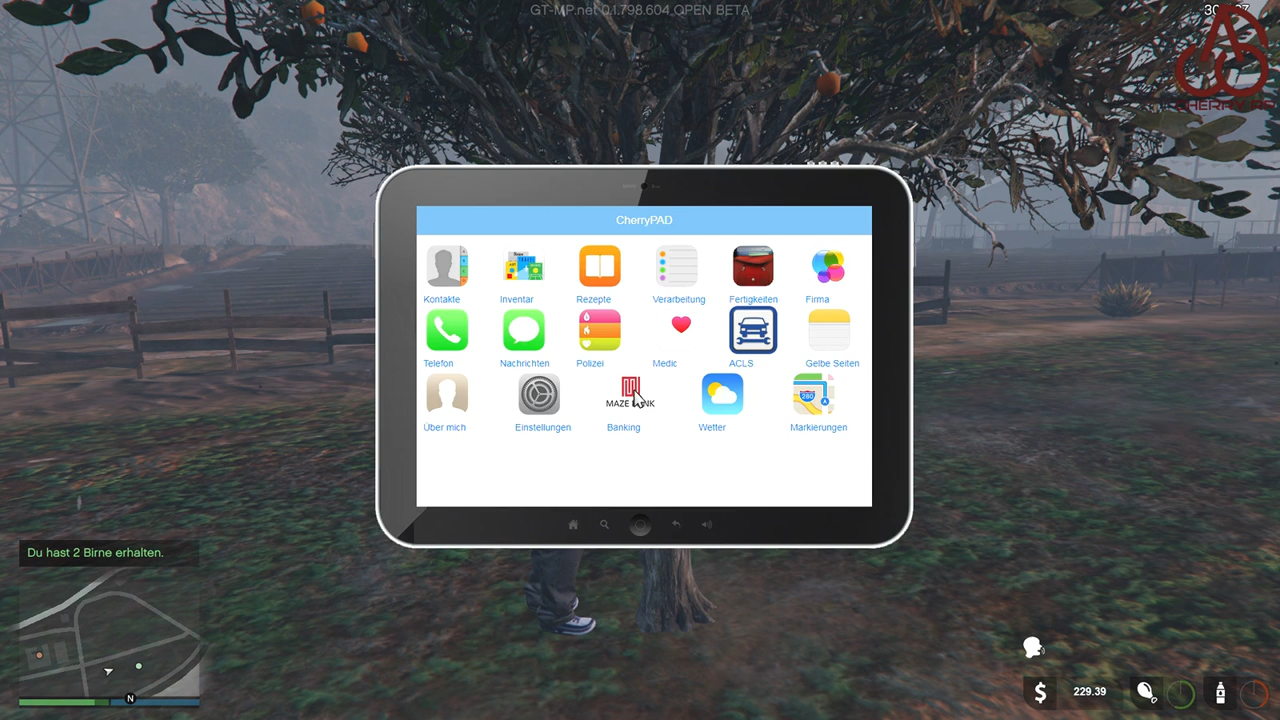 GT-MP.net 0.1.798.604 OPEN BETA
CherryPAD
Kontakte Inventar Rezepte Verarbeitung Fertigkeiten Firma
Telefon Nachrichten Polizei Medic ACLS Gelbe Seiten
280
MAZE
Über mich Einstellungen Banking Wetter Markierungen
Du hast 2 Birne erhalten.
N
$ 229.39